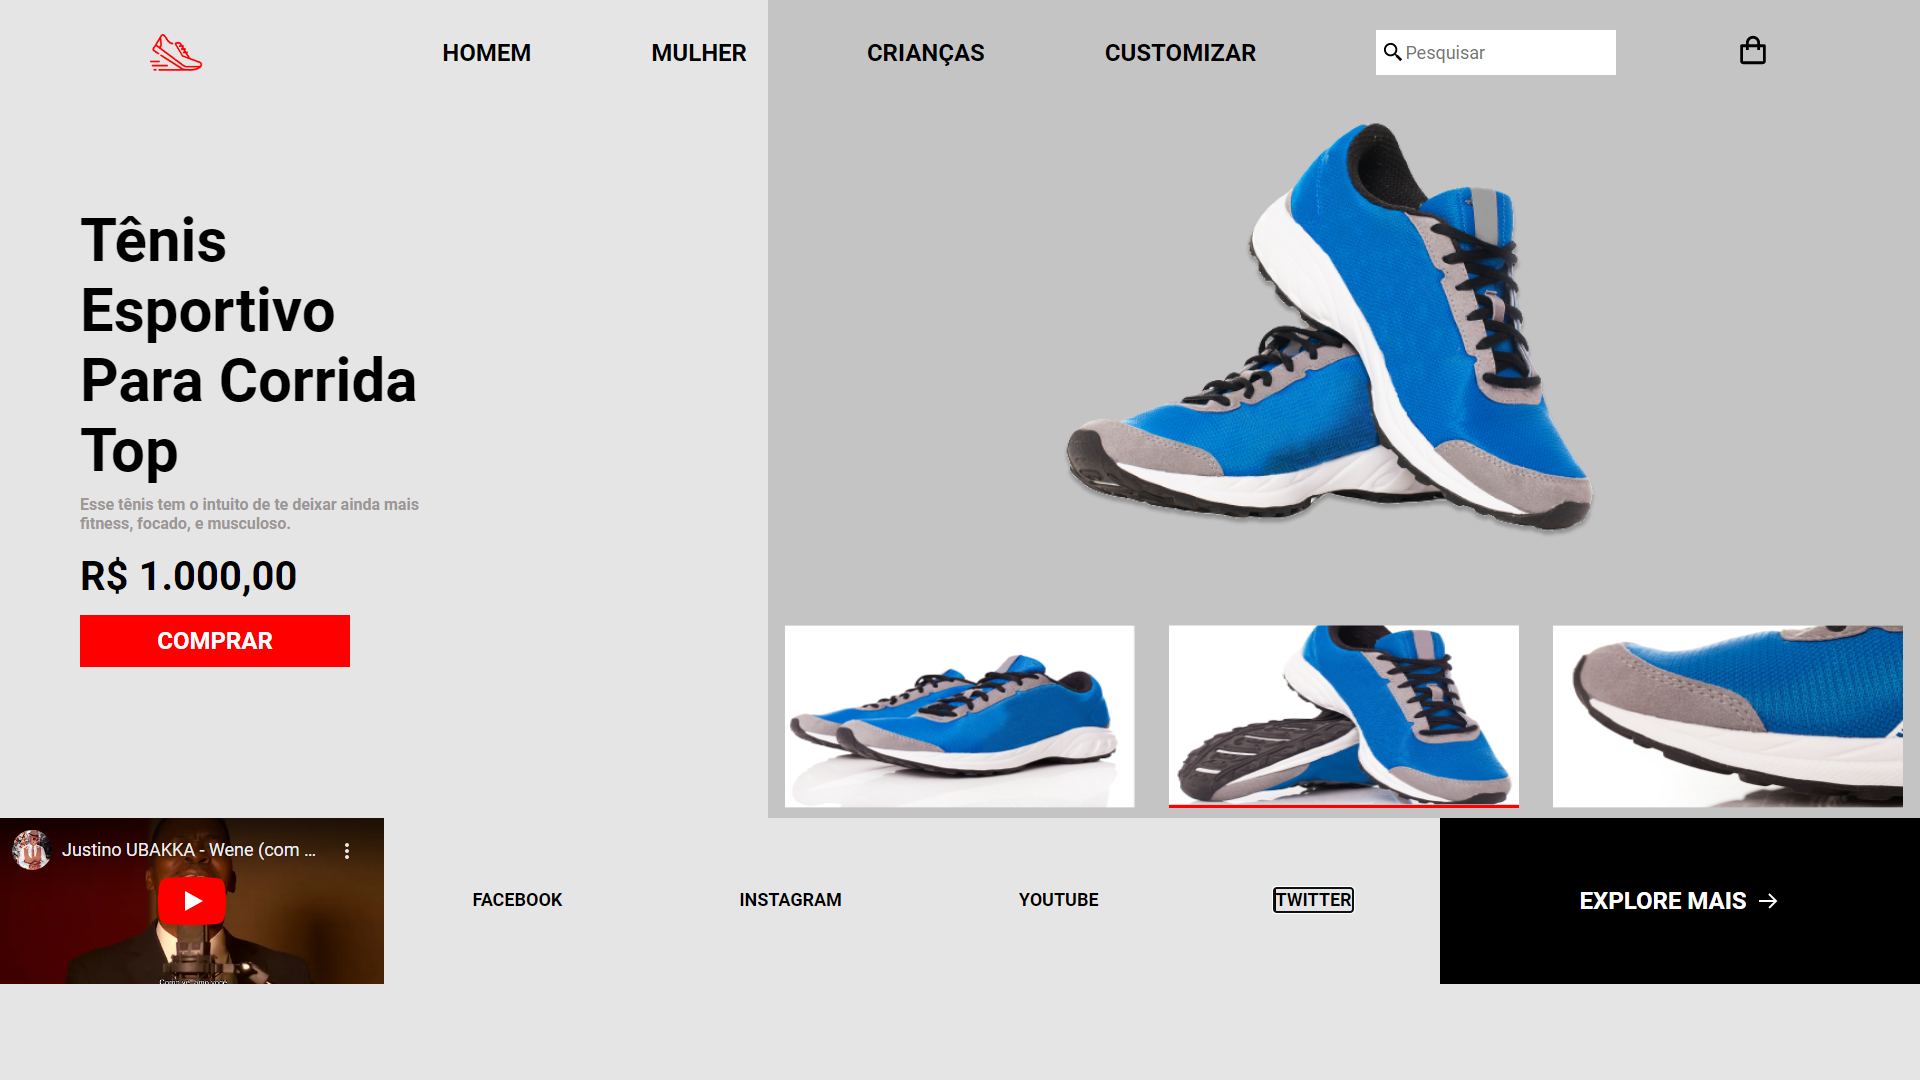 HOMEM
MULHER
CRIANÇAS
CUSTOMIZAR
Pesquisar
Tênis
Esportivo
Para Corrida
Top
Esse tênis tem o intuito de te deixar ainda mais
fitness, focado, e musculoso.
R$ 1.000,00
COMPRAR
Justino UBAKKA - Wene (com ...
FACEBOOK
INSTAGRAM
YOUTUBE
TWITTER
EXPLORE MAIS